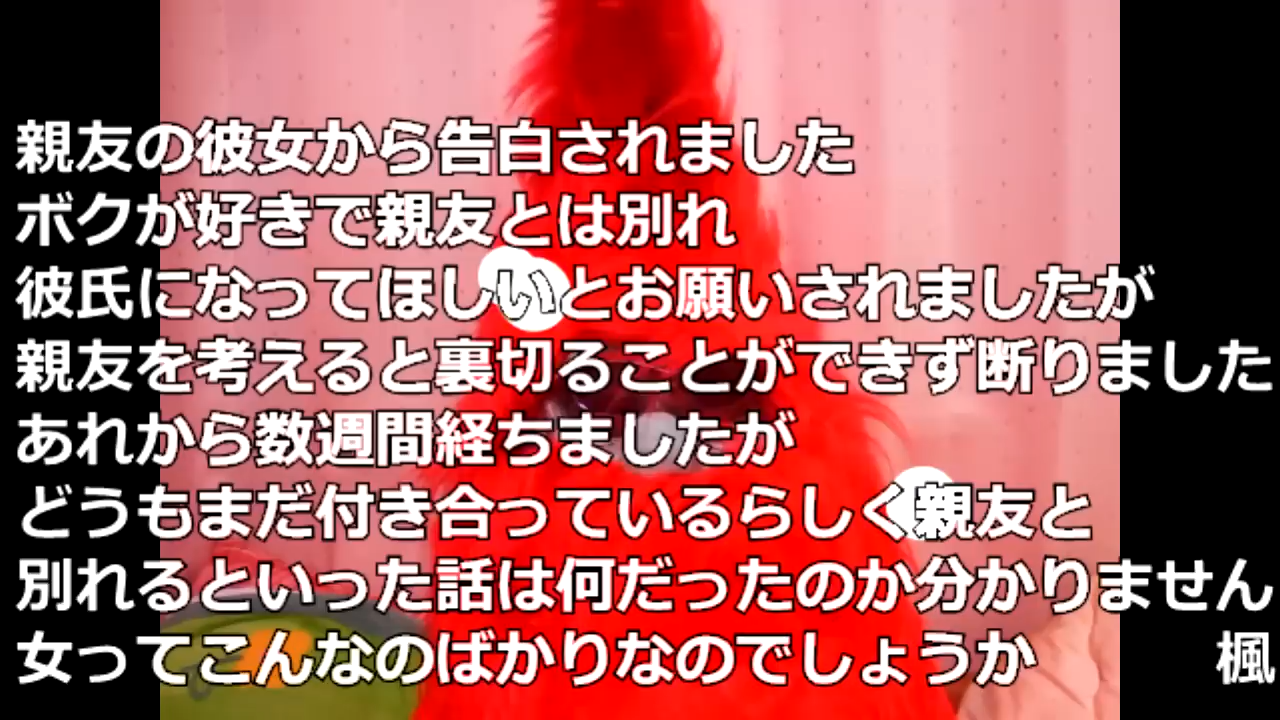 親友の彼女から告白されました
ボクが好きで親友とは別れ
彼氏になってほしいとお願いされましたが
親友を考えると裏切ることができず断りました
あれから数週間経ちましたが
どうもまだ付き合っているらしく親友と
別れるといった話は何だったのか分かりません
女ってこんなのばかりなのでしょうか 楓